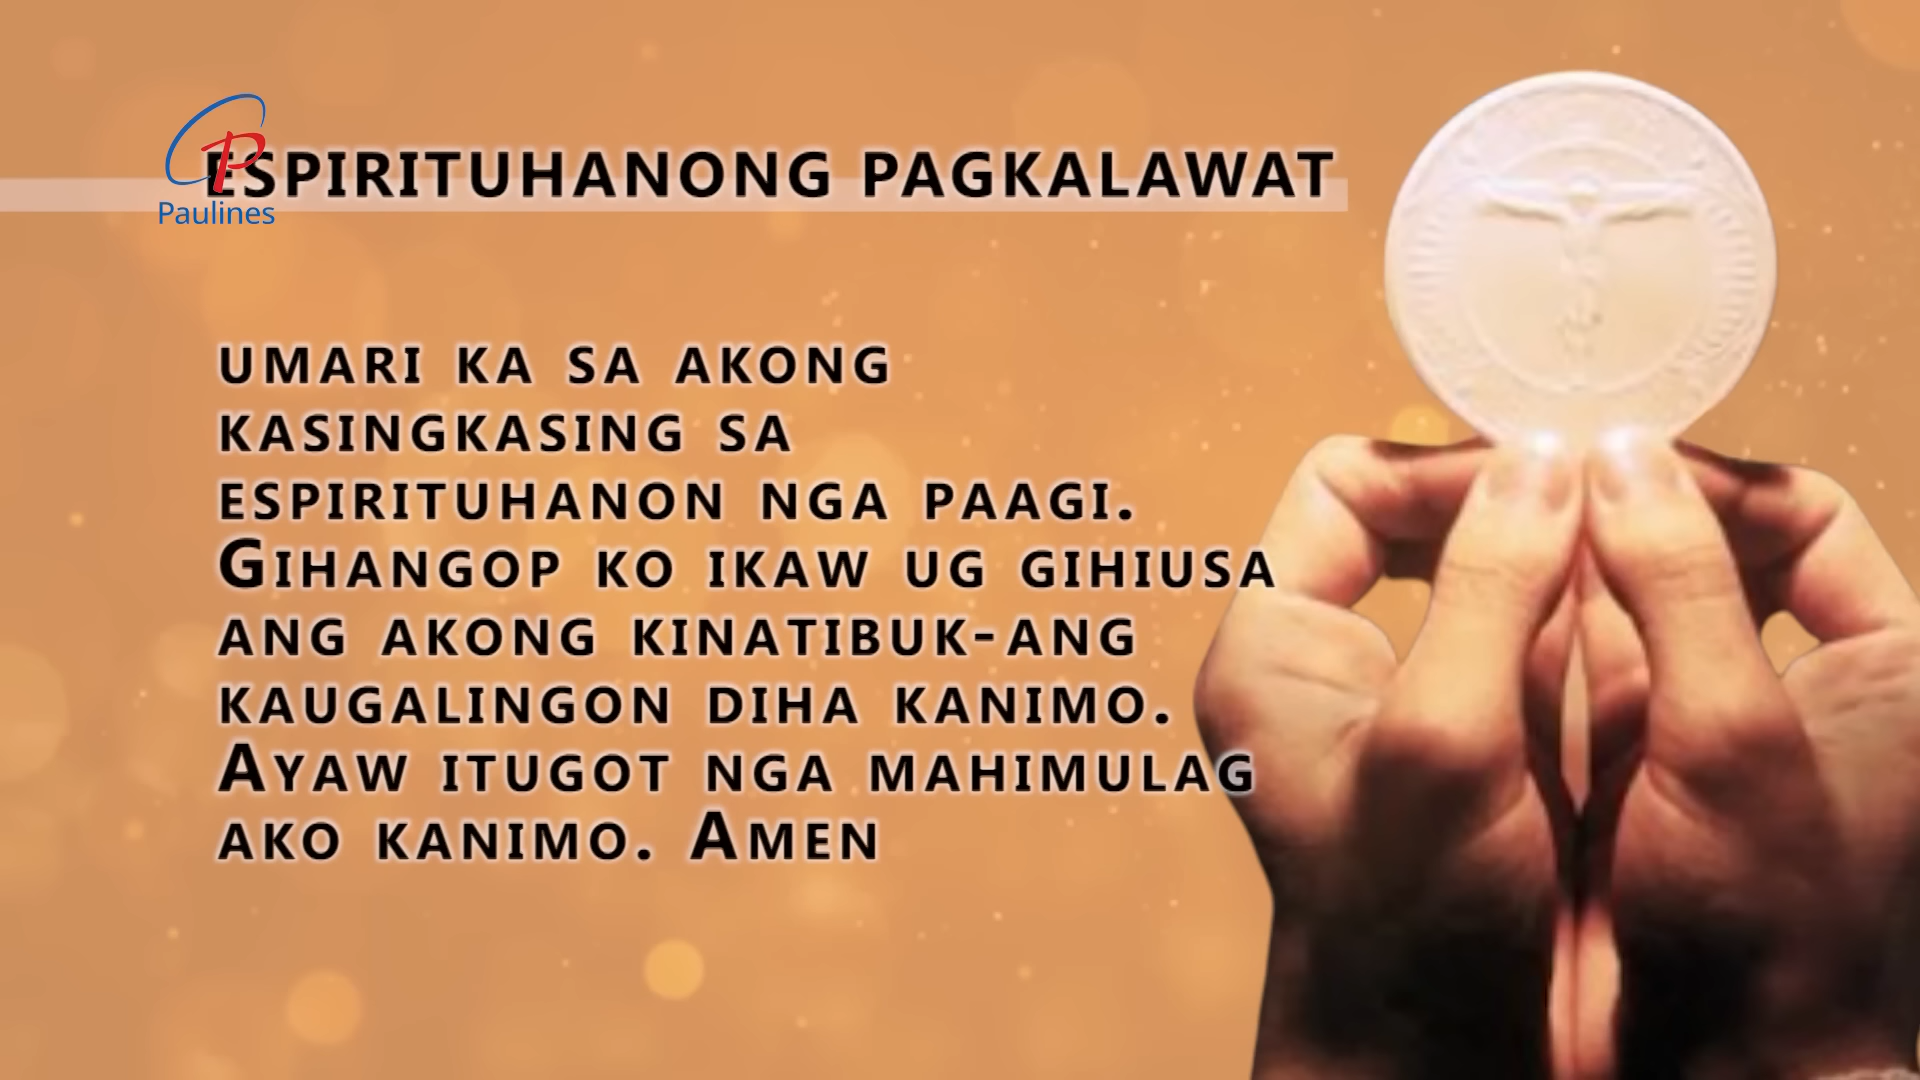 ESPIRITUHANONG PAGKALAWAT
Paulines
UMARI KA SA AKONG
KASINGKASING SA
ESPIRITUHANON NGA PAAGI.
GIHANGOP KO IKAW UG GIHIUSA
ANG AKONG KINATIBUK-ANG
KAUGALINGON DIHA KANIMO.
AYAW ITUGOT NGA MAHIMULAG
AKO KANIMO. AMEN